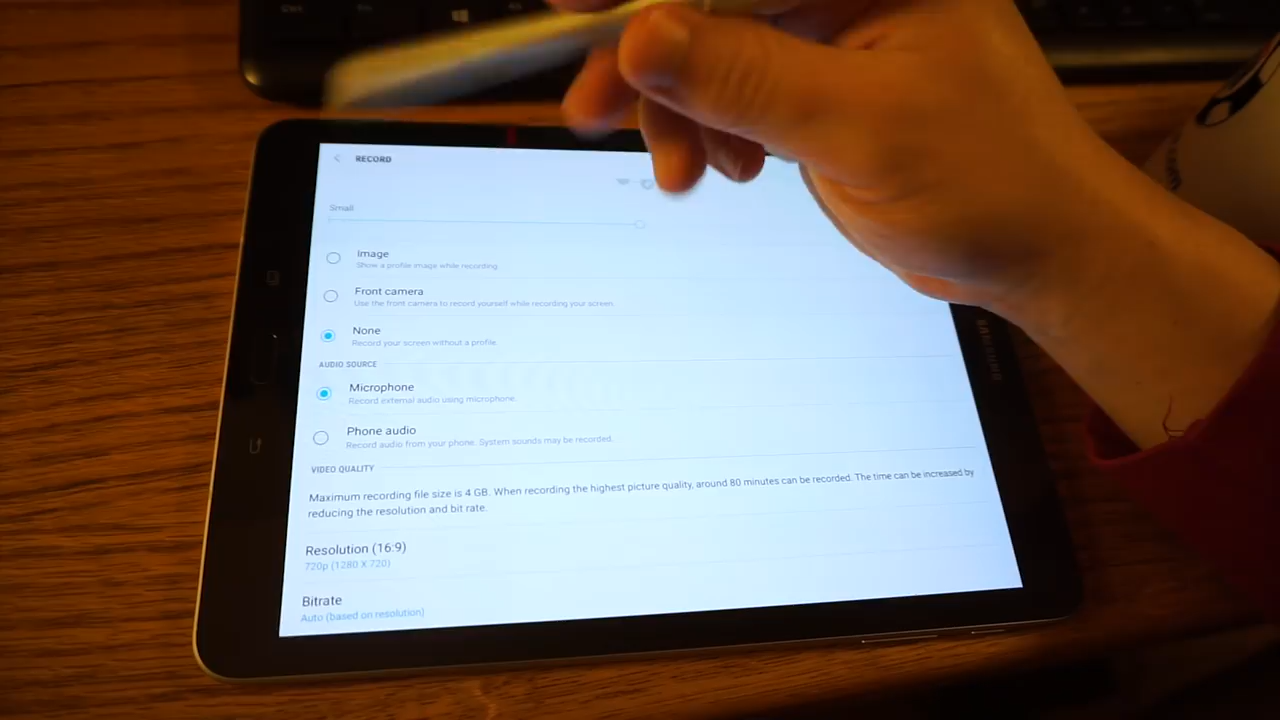 RECORD
Small
Image
Show a profile image while recording.
Front camera
Use the front camera to record yourself while recording your screen.
None
Record your screen without a profile.
AUDIO SOURCE
Microphone
Record external audio using microphone.
Phone audio
Record audio from your phone. System sounds may be recorded.
VIDEO QUALITY
Maximum recording file size is 4 GB. When recording the highest picture quality, around 80 minutes can be recorded. The time can be increased by
reducing the resolution and bit rate.
Resolution (16:9)
720p (1280 X 720)
Bitrate
Auto (based on resolution)
SAMSUNG